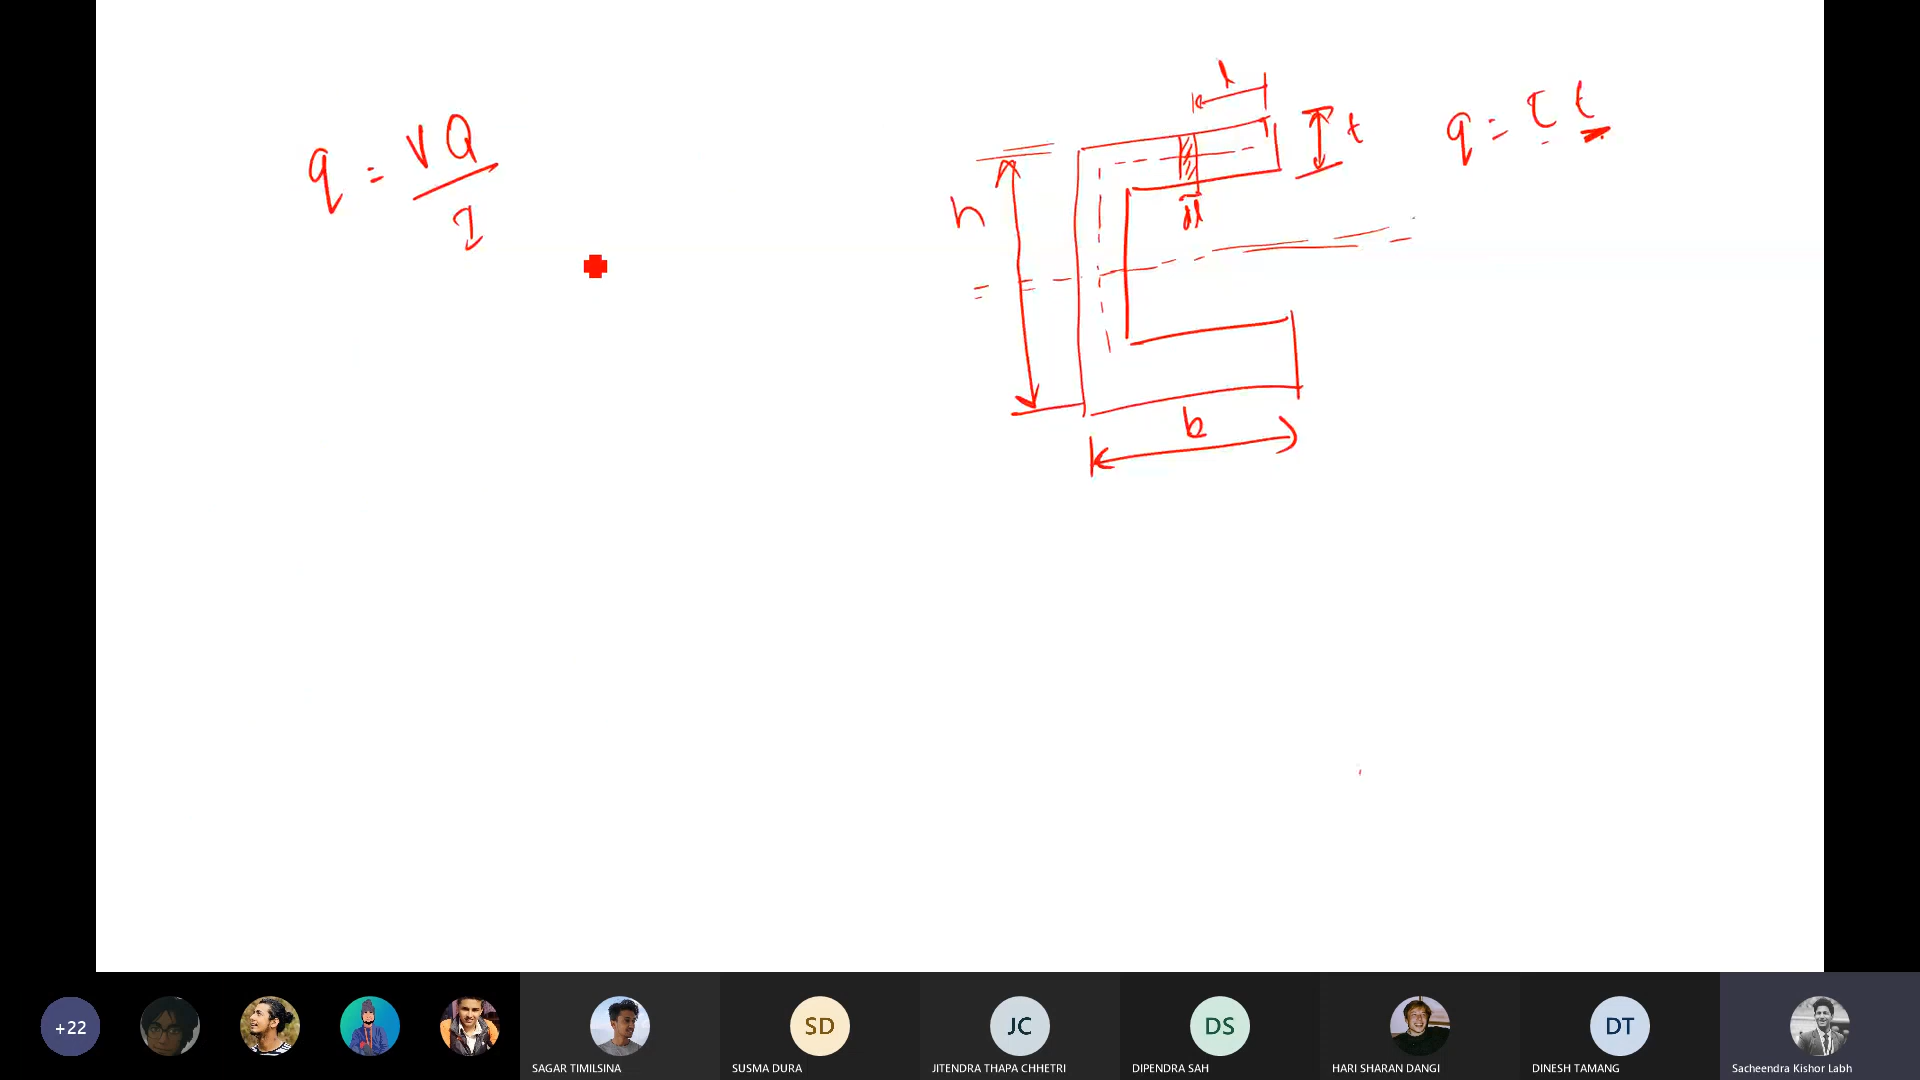 q = VQ
I
l
t
q = τ t
h
dl
b
+22
SD
JC
DS
DT
SAGAR TIMILSINA
SUSMA DURA
JITENDRA THAPA CHHETRI
DIPENDRA SAH
HARI SHARAN DANGI
DINESH TAMANG
Sacheendra Kishor Labh